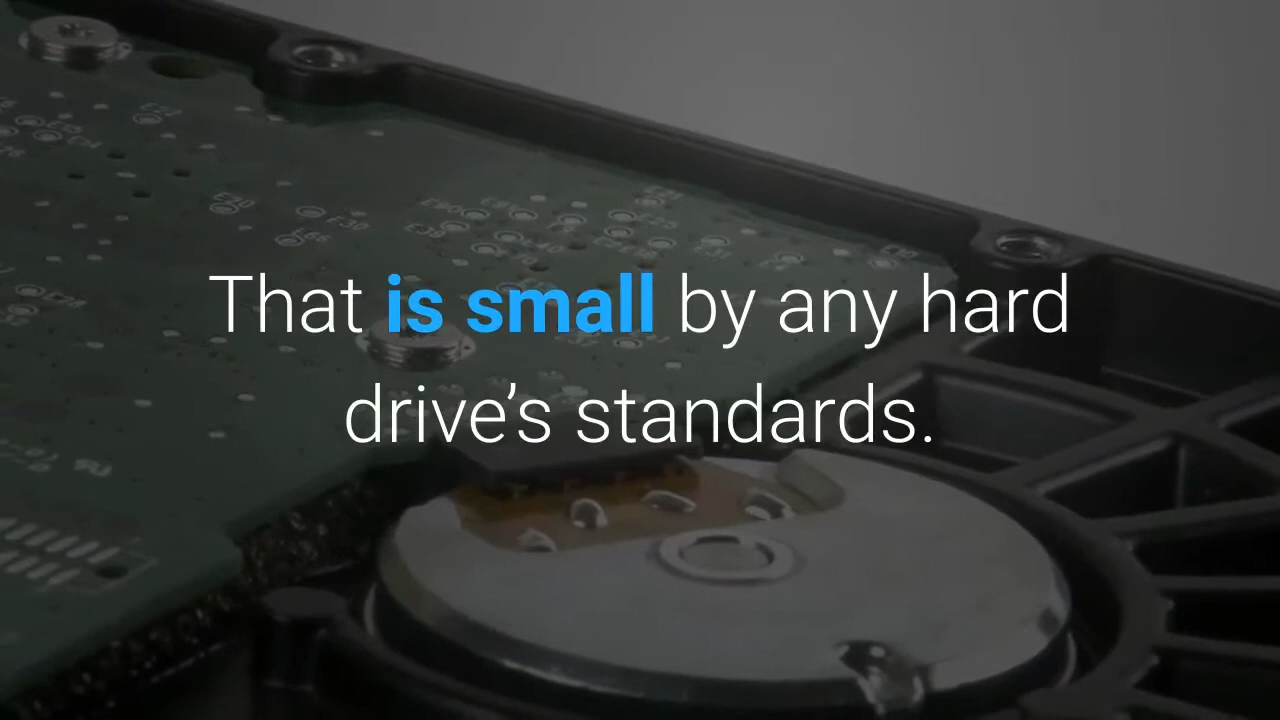 That is small by any hard
drive’s standards.